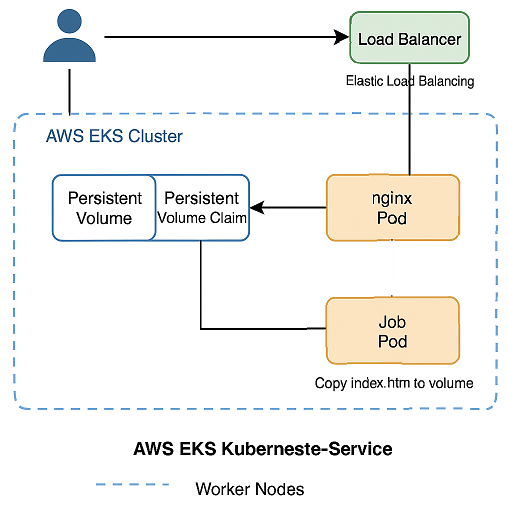 Load Balancer
Elastic Load Balancing
AWS EKS Cluster
Persistent
Volume
Persistent
Volume Claim
nginx
Pod
Job
Pod
Copy index.htm to volume
AWS EKS Kuberneste-Service
Worker Nodes